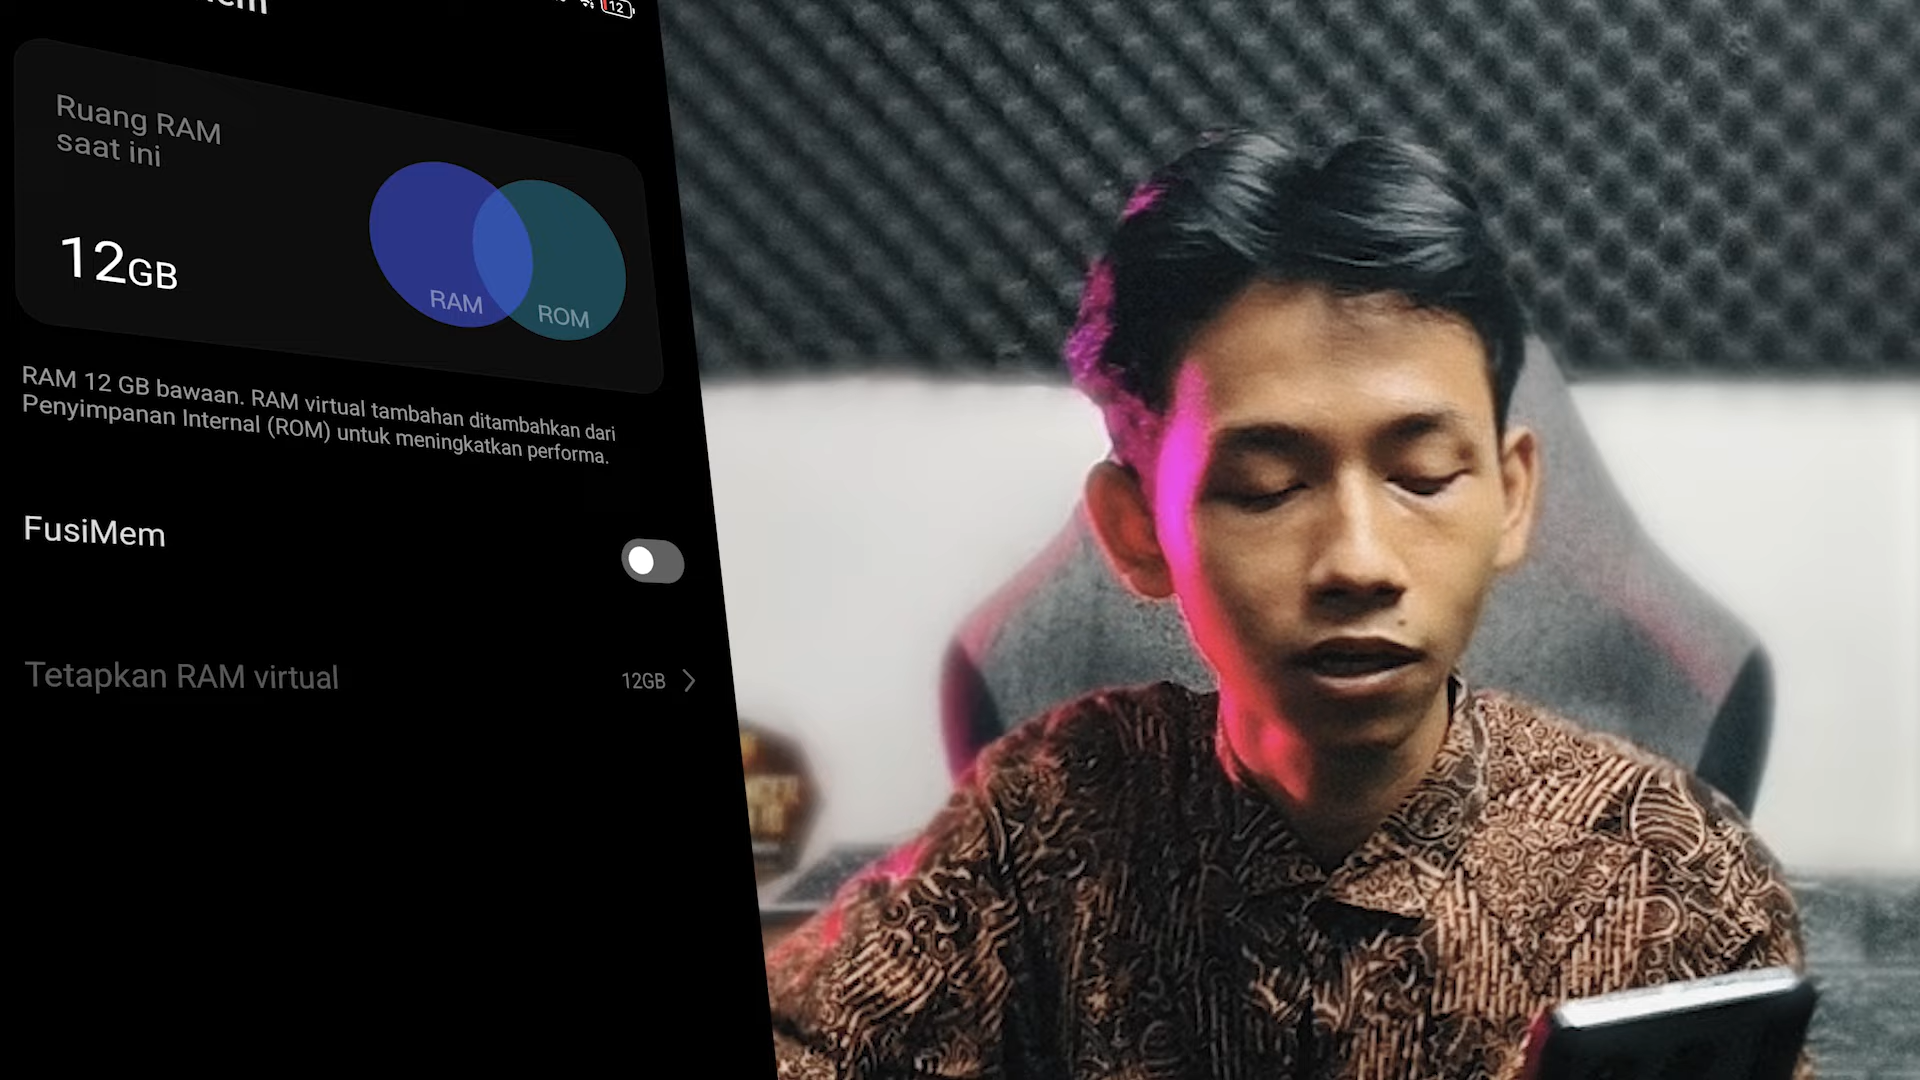 12
Ruang RAM
saat ini
12GB
RAM
ROM
RAM 12 GB bawaan. RAM virtual tambahan ditambahkan dari
Penyimpanan Internal (ROM) untuk meningkatkan performa.
FusiMem
Tetapkan RAM virtual
12GB